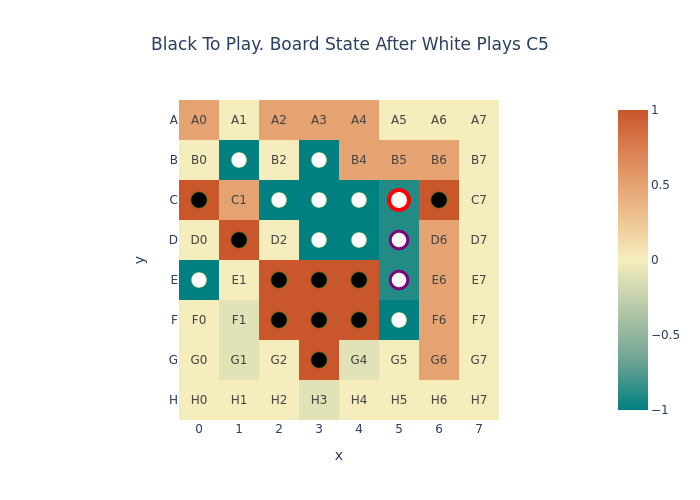 Black To Play. Board State After White Plays C5
A A0 A1 A2 A3 A4 A5 A6 A7
B B0 B2 B4 B5 B6 B7
C C1 C7
D D0 D2 D6 D7
E E1 E6 E7
F F0 F1 F6 F7
G G0 G1 G2 G4 G5 G6 G7
H H0 H1 H2 H3 H4 H5 H6 H7
0 1 2 3 4 5 6 7
x
y
1
0.5
0
−0.5
−1